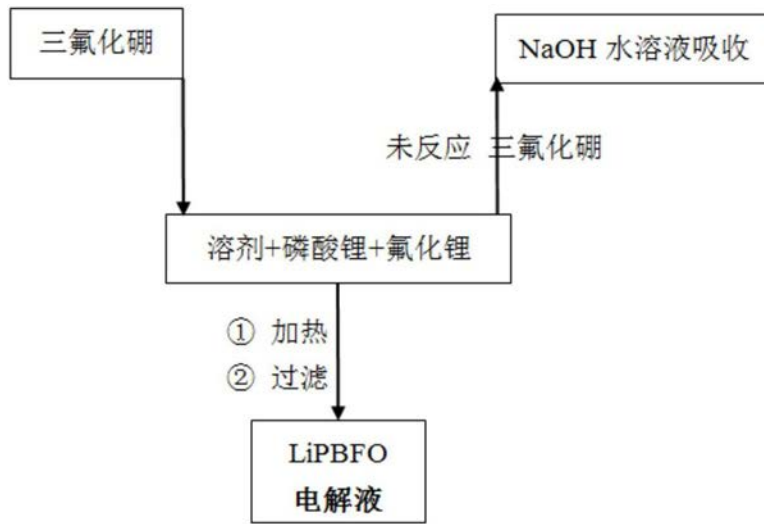 三氟化硼
NaOH 水溶液吸收
未反应 三氟化硼
溶剂+磷酸锂+氟化锂
① 加热
② 过滤
LiPBFO
电解液